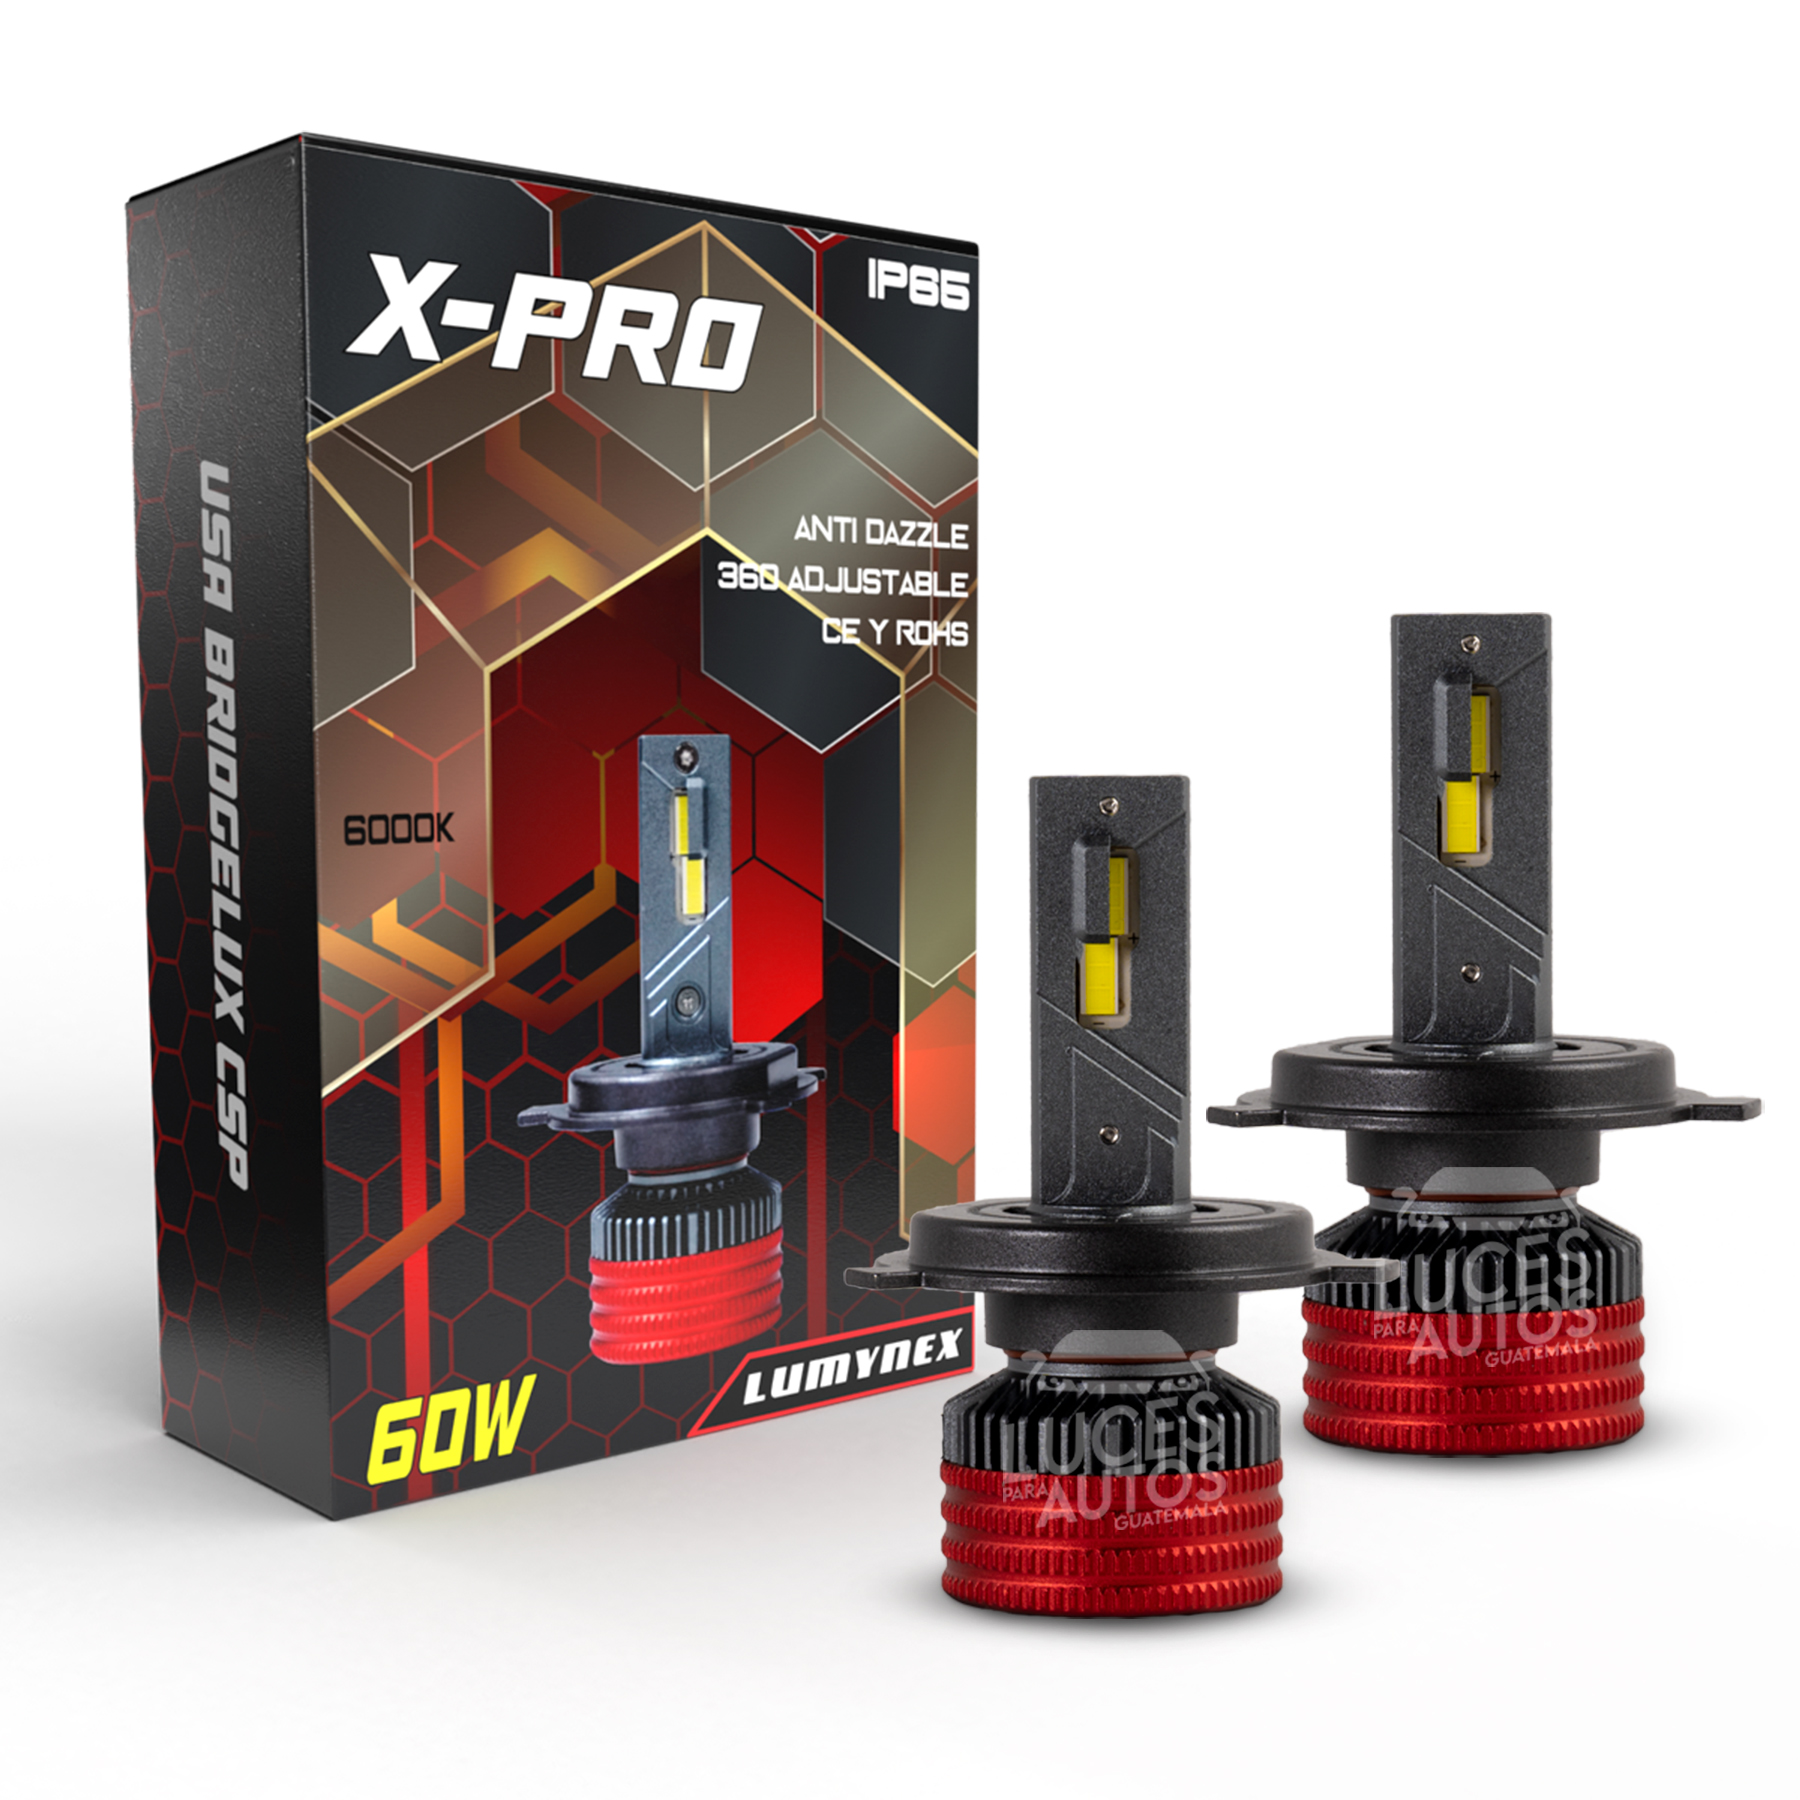 X-PRO
IP65
ANTI DAZZLE
360 ADJUSTABLE
CE Y ROHS
6000K
60W
LUMYNEX
USA BRIDGELUX CSP
LUCES
PARA
AUTOS
GUATEMALA
LUCES
PARA
AUTOS
GUATEMALA